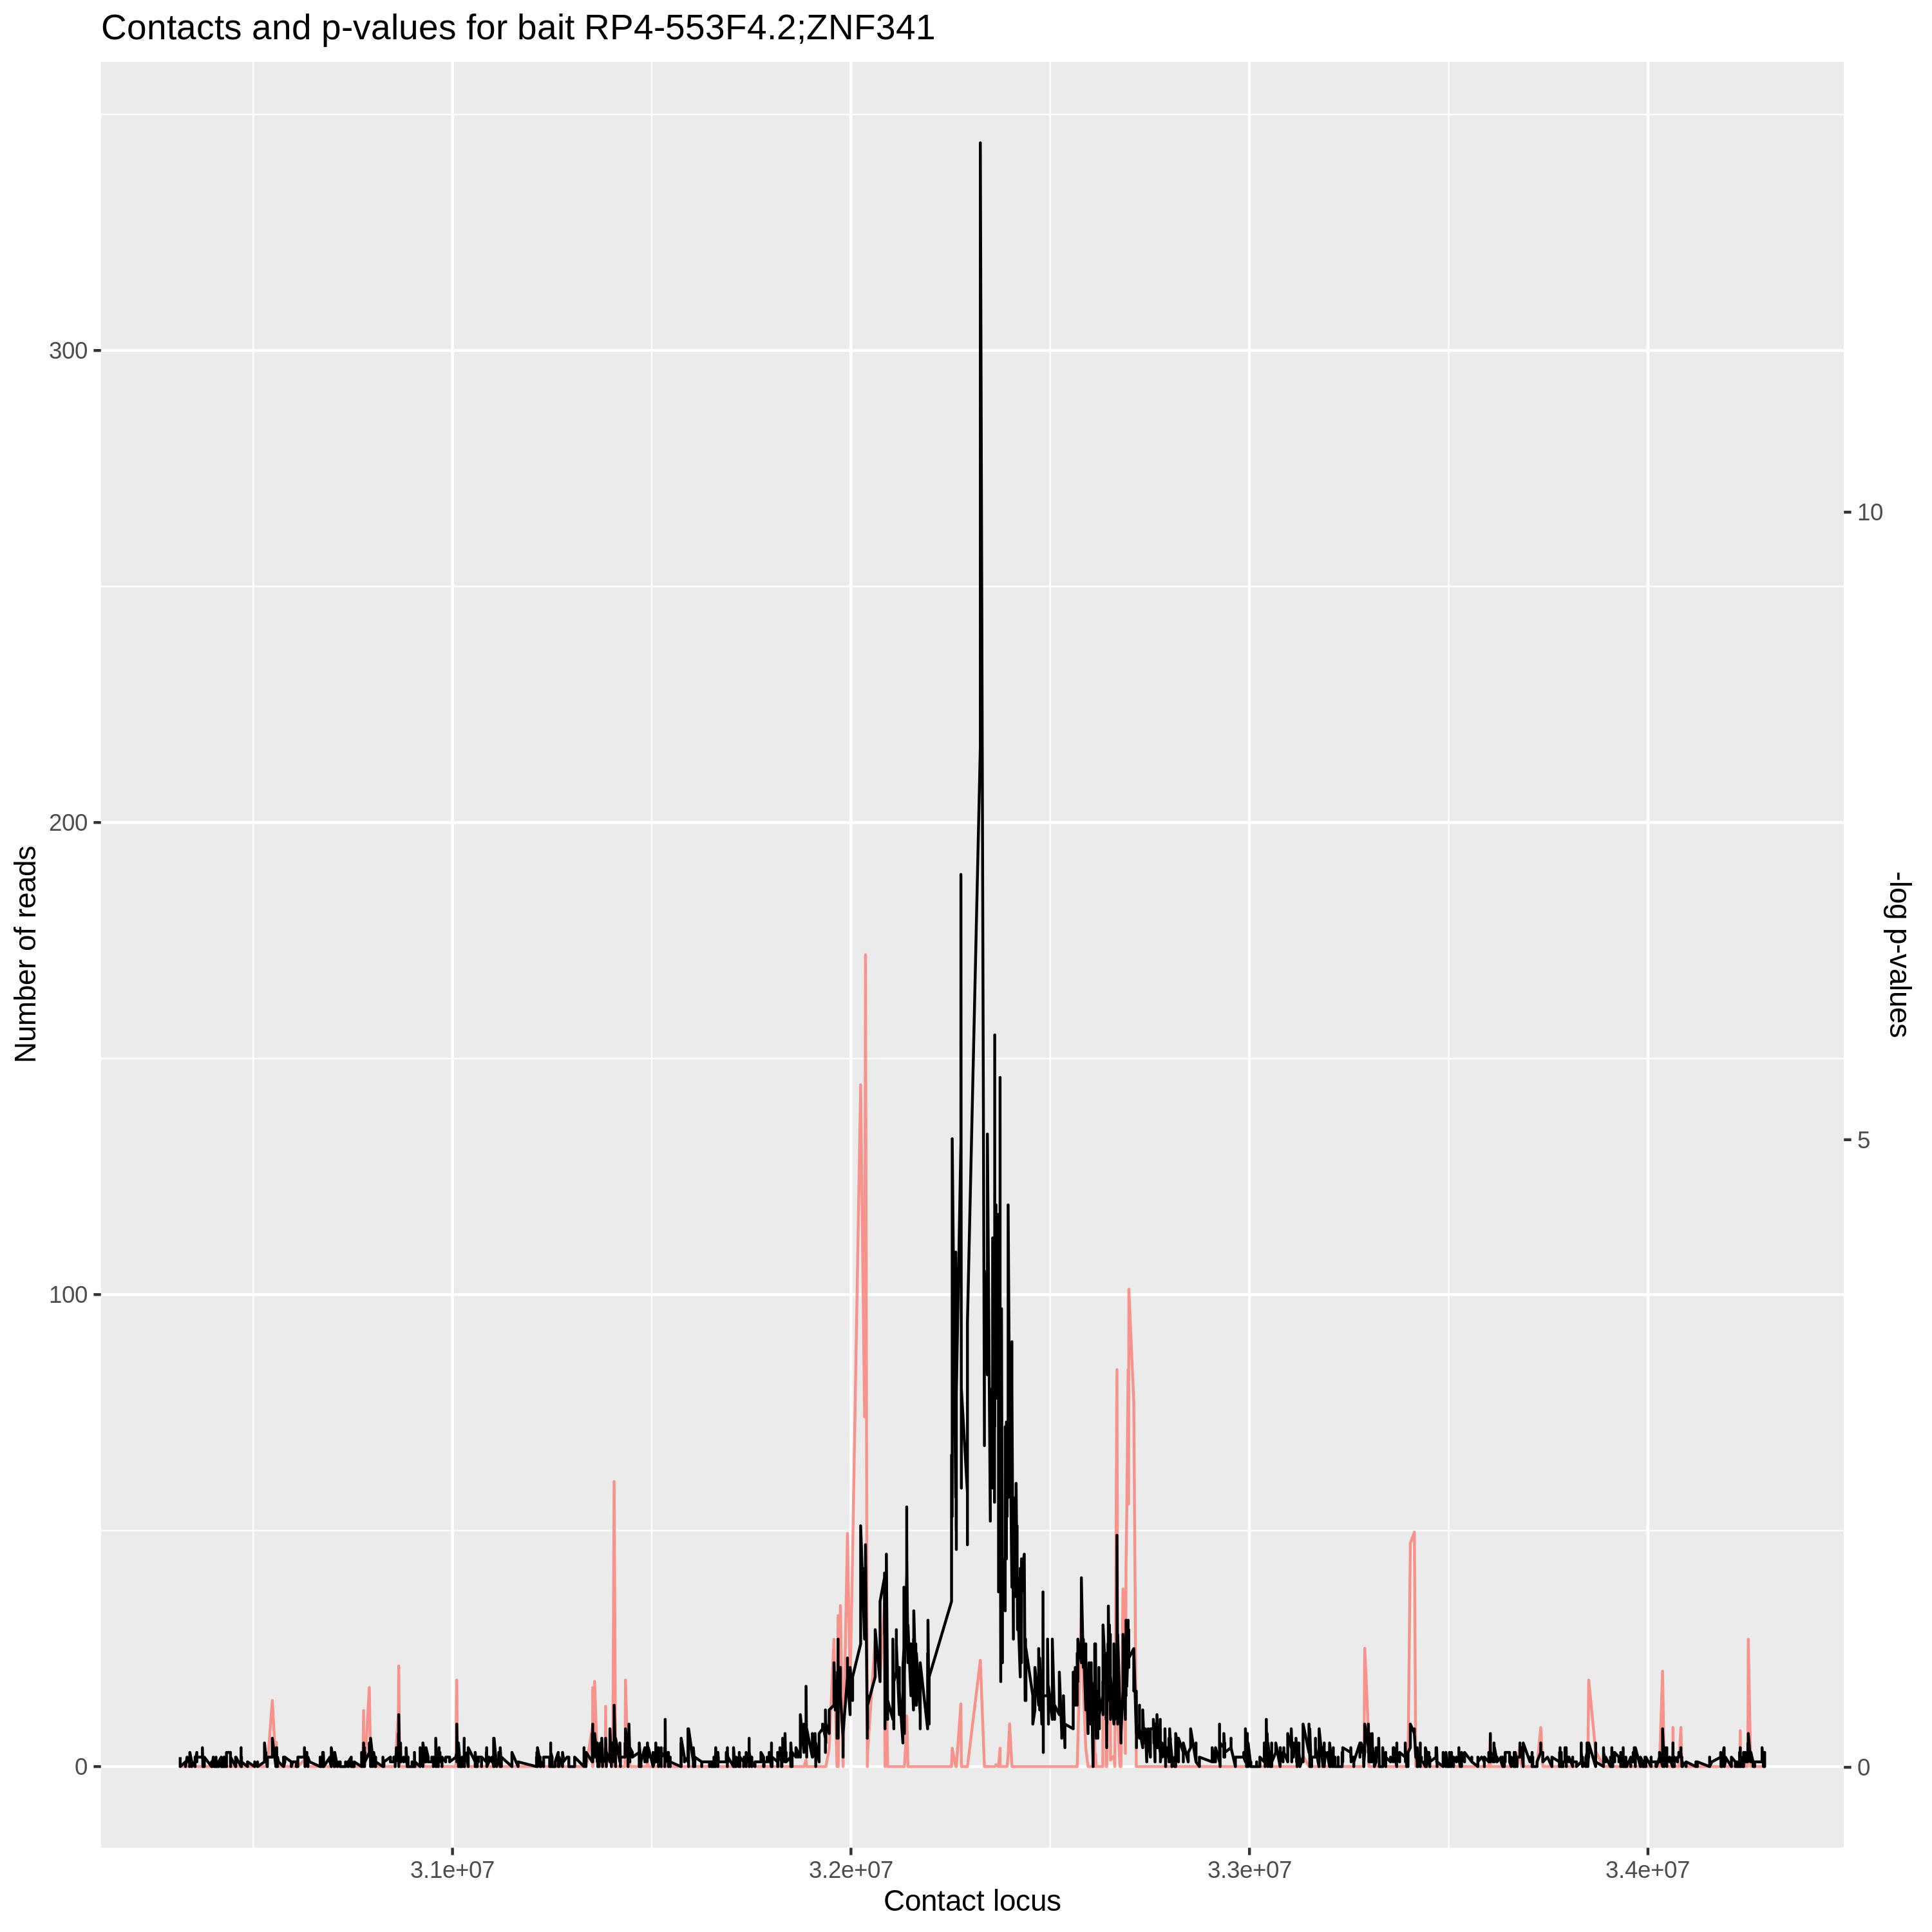 Contacts and p-values for bait RP4-553F4.2;ZNF341
300
200
100
0
Number of reads
10
5
0
-log p-values
3.1e+07
3.2e+07
3.3e+07
3.4e+07
Contact locus